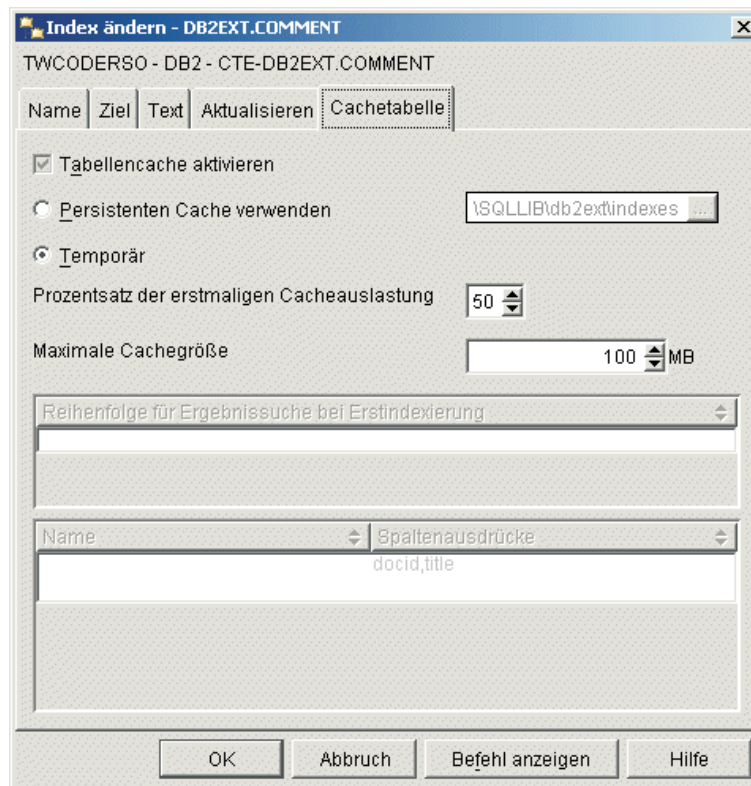 Index ändern - DB2EXT.COMMENT
TWCODERSO - DB2 - CTE-DB2EXT.COMMENT
Name Ziel Text Aktualisieren Cachetabelle
Tabellencache aktivieren
Persistenten Cache verwenden \SQLLIB\db2ext\indexes ...
Temporär
Prozentsatz der erstmaligen Cacheauslastung 50
Maximale Cachegröße 100 MB
Reihenfolge für Ergebnissuche bei Erstindexierung
Name Spaltenausdrücke
docid,title
OK Abbruch Befehl anzeigen Hilfe